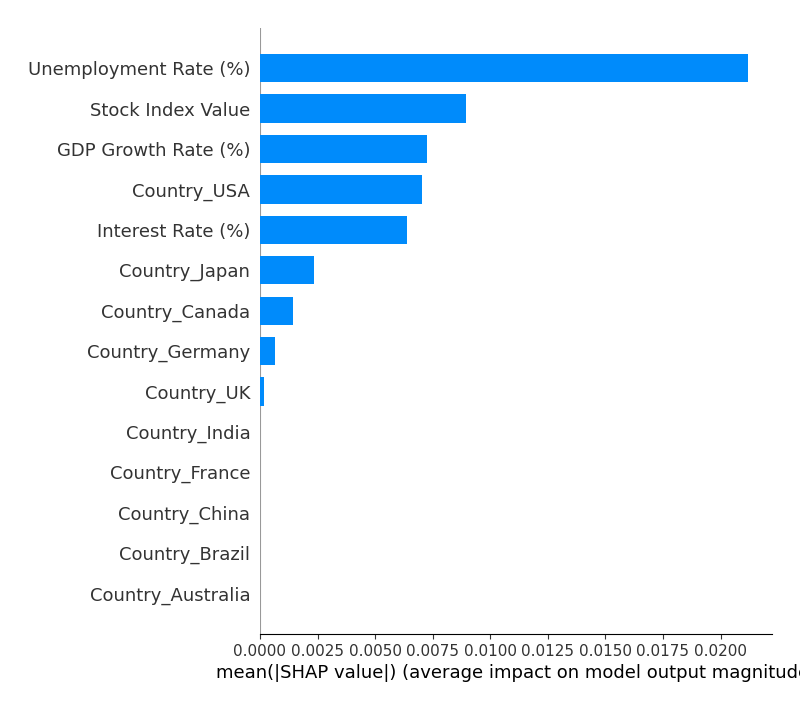 Unemployment Rate (%)
Stock Index Value
GDP Growth Rate (%)
Country_USA
Interest Rate (%)
Country_Japan
Country_Canada
Country_Germany
Country_UK
Country_India
Country_France
Country_China
Country_Brazil
Country_Australia
0.0000 0.0025 0.0050 0.0075 0.0100 0.0125 0.0150 0.0175 0.0200
mean(|SHAP value|) (average impact on model output magnitude